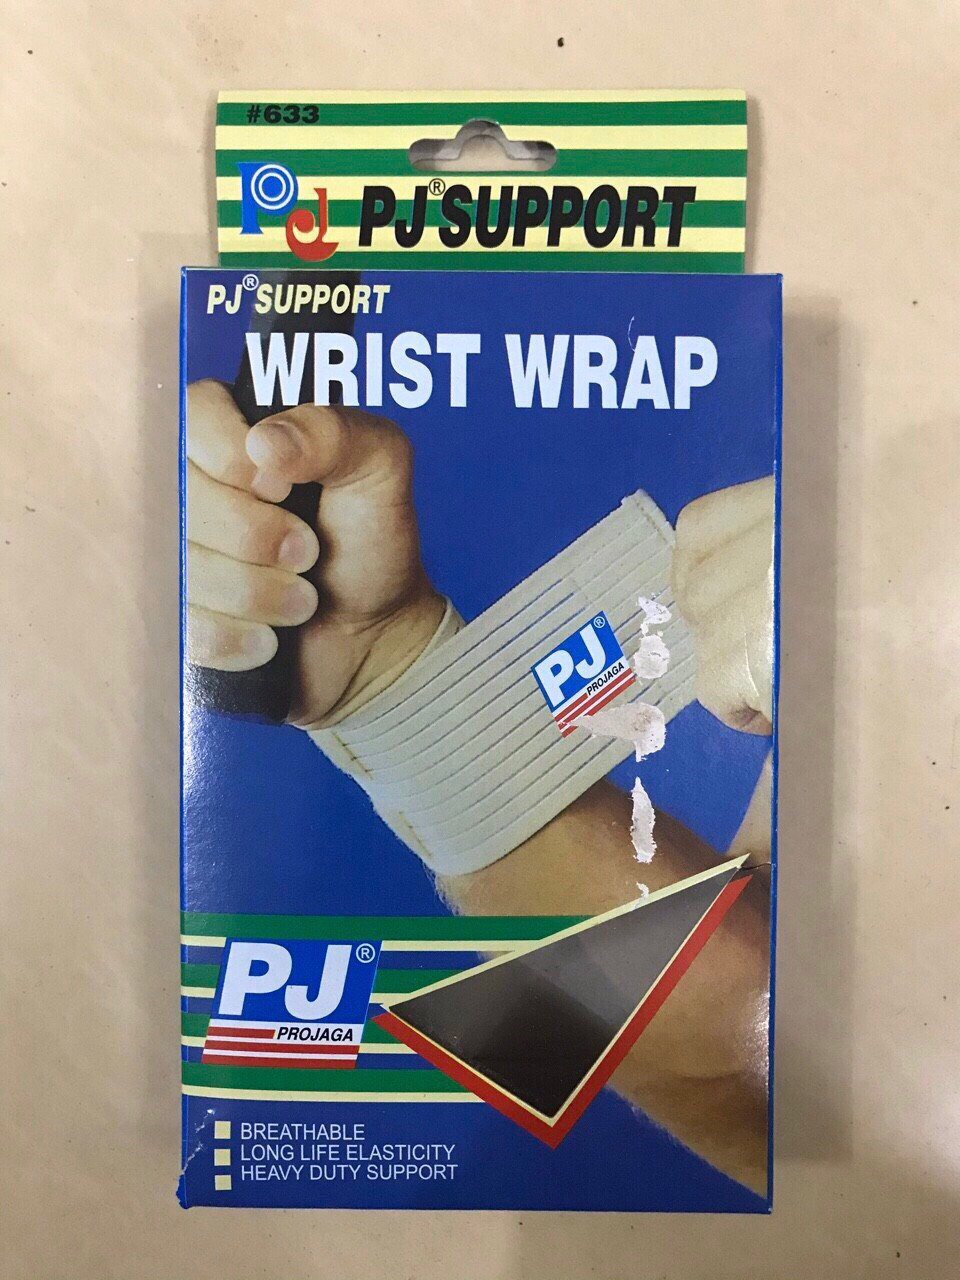 #633
PJ
PJ® SUPPORT
PJ® SUPPORT
WRIST WRAP
PJ®
PROJAGA
PJ®
PROJAGA
BREATHABLE
LONG LIFE ELASTICITY
HEAVY DUTY SUPPORT